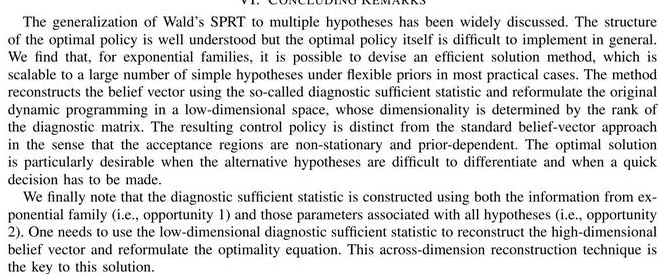 VI. CONCLUDING REMARKS
The generalization of Wald's SPRT to multiple hypotheses has been widely discussed. The structure
of the optimal policy is well understood but the optimal policy itself is difficult to implement in general.
We find that, for exponential families, it is possible to devise an efficient solution method, which is
scalable to a large number of simple hypotheses under flexible priors in most practical cases. The method
reconstructs the belief vector using the so-called diagnostic sufficient statistic and reformulate the original
dynamic programming in a low-dimensional space, whose dimensionality is determined by the rank of
the diagnostic matrix. The resulting control policy is distinct from the standard belief-vector approach
in the sense that the acceptance regions are non-stationary and prior-dependent. The optimal solution
is particularly desirable when the alternative hypotheses are difficult to differentiate and when a quick
decision has to be made.
We finally note that the diagnostic sufficient statistic is constructed using both the information from ex-
ponential family (i.e., opportunity 1) and those parameters associated with all hypotheses (i.e., opportunity
2). One needs to use the low-dimensional diagnostic sufficient statistic to reconstruct the high-dimensional
belief vector and reformulate the optimality equation. This across-dimension reconstruction technique is
the key to this solution.